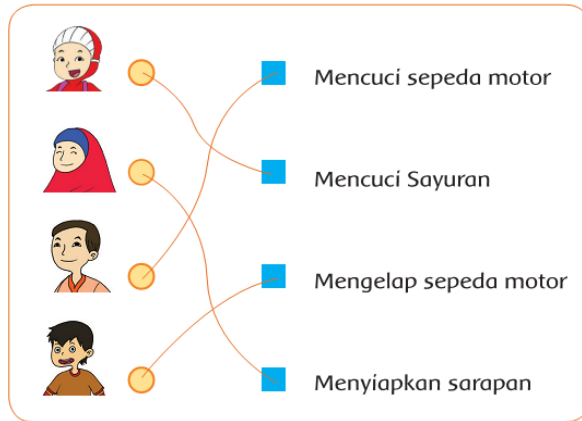 Mencuci sepeda motor
Mencuci Sayuran
Mengelap sepeda motor
Menyiapkan sarapan